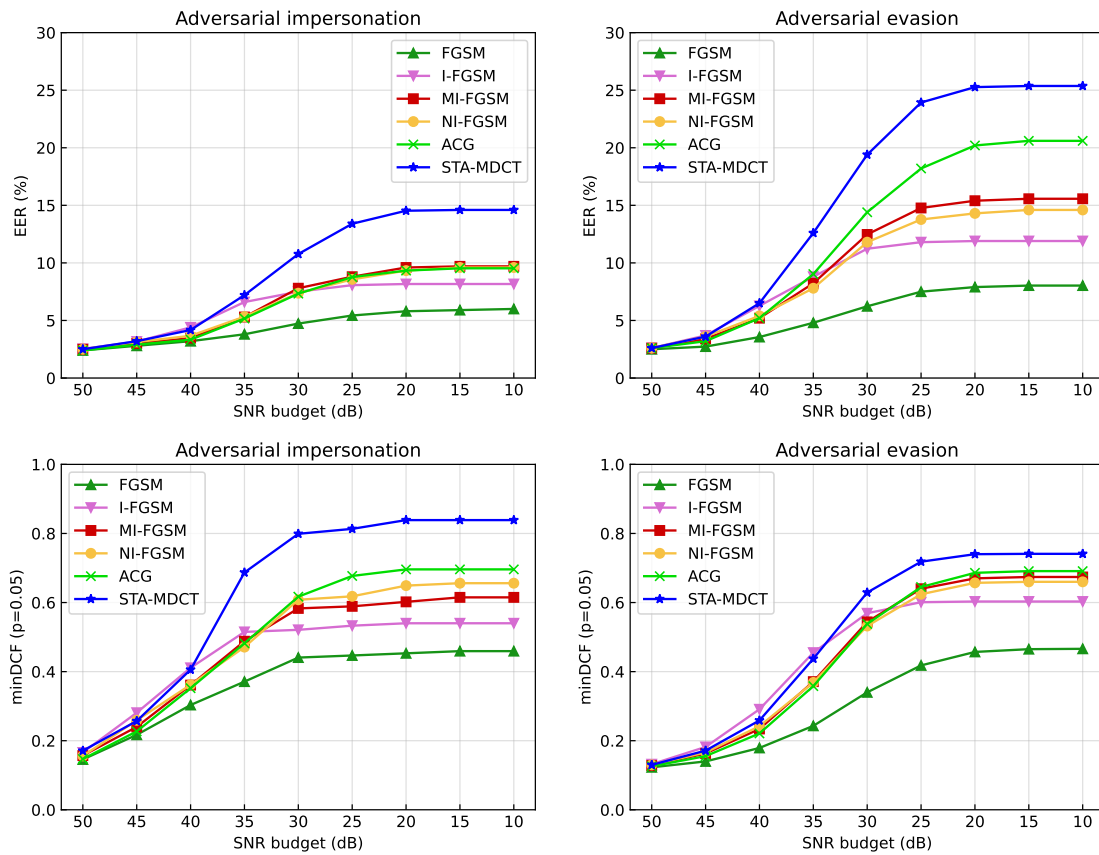 Adversarial impersonation
EER (%)
30
25
20
15
10
5
0
FGSM
I-FGSM
MI-FGSM
NI-FGSM
ACG
STA-MDCT
50 45 40 35 30 25 20 15 10
SNR budget (dB)
Adversarial evasion
EER (%)
30
25
20
15
10
5
0
FGSM
I-FGSM
MI-FGSM
NI-FGSM
ACG
STA-MDCT
50 45 40 35 30 25 20 15 10
SNR budget (dB)
Adversarial impersonation
minDCF (p=0.05)
1.0
0.8
0.6
0.4
0.2
0.0
FGSM
I-FGSM
MI-FGSM
NI-FGSM
ACG
STA-MDCT
50 45 40 35 30 25 20 15 10
SNR budget (dB)
Adversarial evasion
minDCF (p=0.05)
1.0
0.8
0.6
0.4
0.2
0.0
FGSM
I-FGSM
MI-FGSM
NI-FGSM
ACG
STA-MDCT
50 45 40 35 30 25 20 15 10
SNR budget (dB)